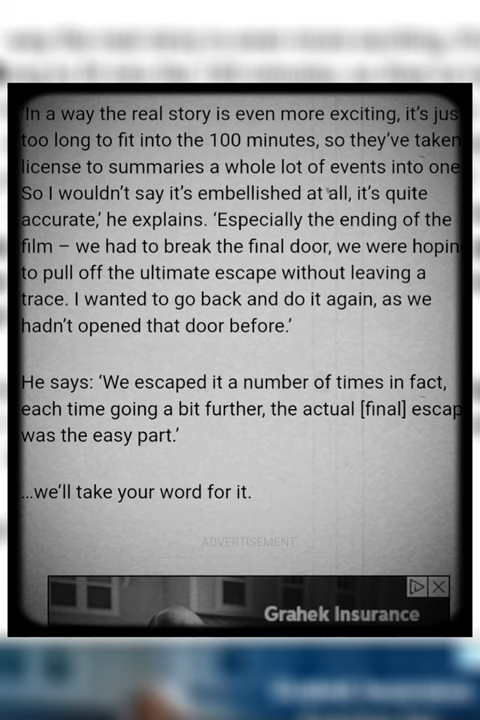 'In a way the real story is even more exciting, it's jus
too long to fit into the 100 minutes, so they've taken
license to summaries a whole lot of events into one
So I wouldn't say it's embellished at all, it's quite
accurate,' he explains. 'Especially the ending of the
film – we had to break the final door, we were hopin
to pull off the ultimate escape without leaving a
trace. I wanted to go back and do it again, as we
hadn't opened that door before.'
He says: 'We escaped it a number of times in fact,
each time going a bit further, the actual [final] escap
was the easy part.'
…we'll take your word for it.
ADVERTISEMENT
Grahek Insurance